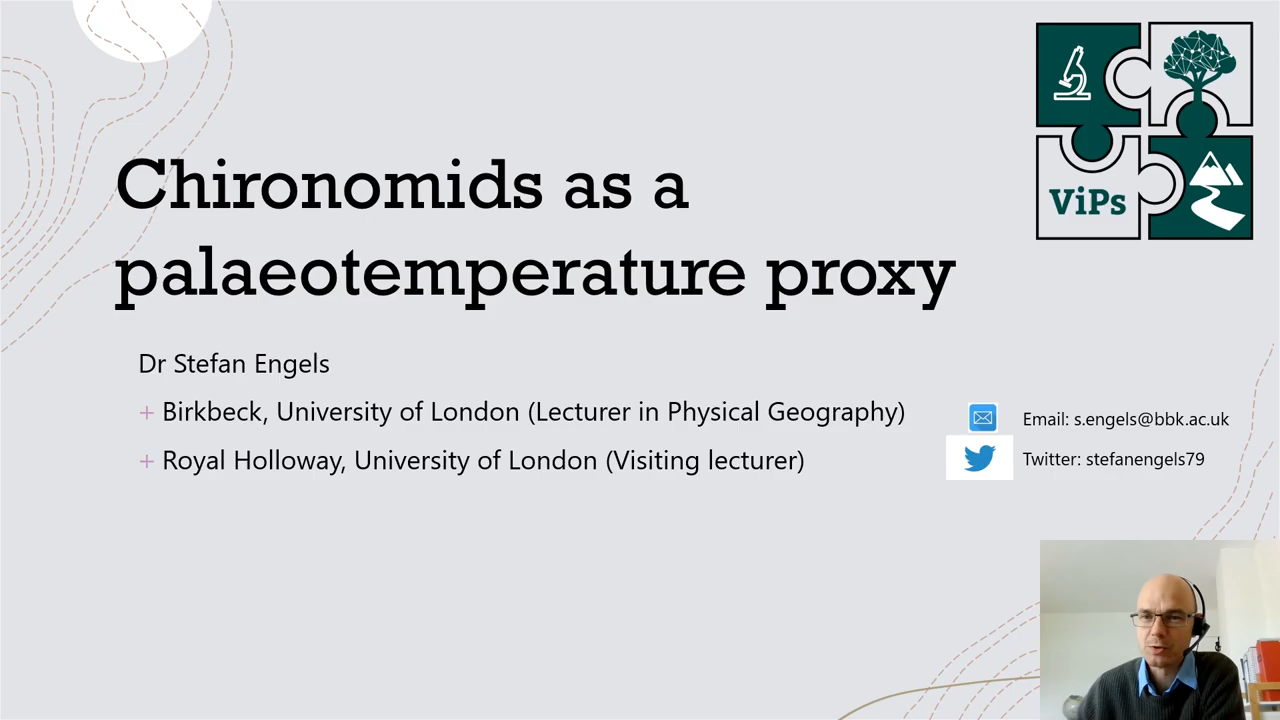 ViPs
Chironomids as a
palaeotemperature proxy
Dr Stefan Engels
+ Birkbeck, University of London (Lecturer in Physical Geography)
+ Royal Holloway, University of London (Visiting lecturer)
Email: s.engels@bbk.ac.uk
Twitter: stefanengels79